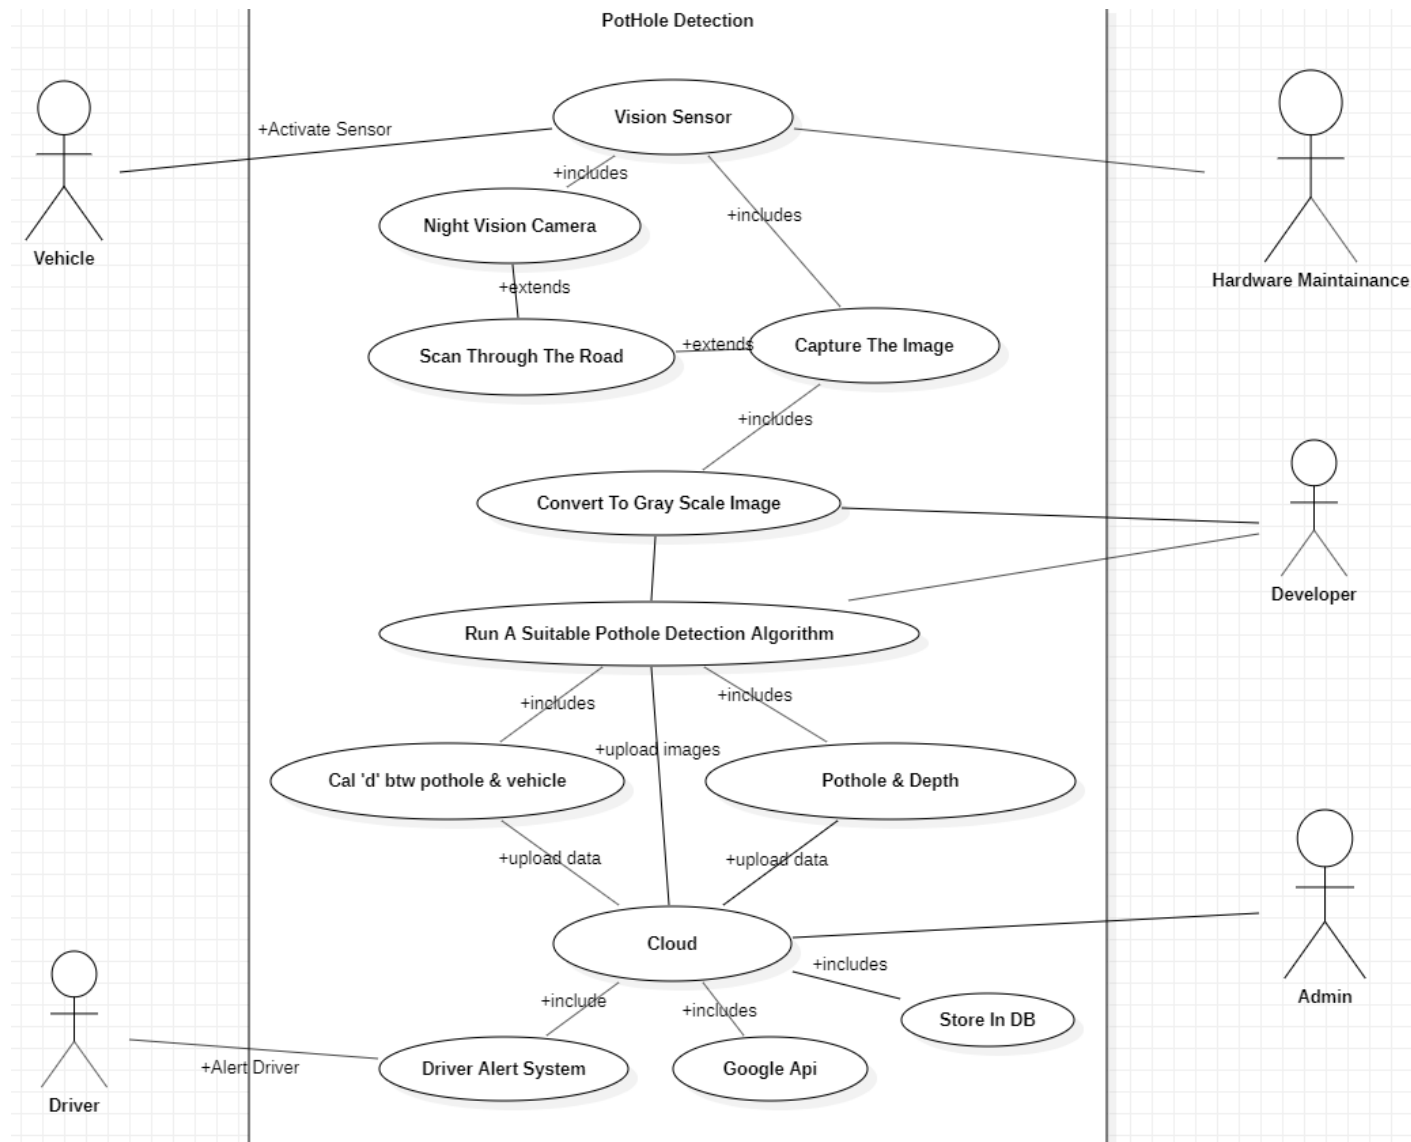 PotHole Detection
Vision Sensor
+Activate Sensor
+includes
+includes
Night Vision Camera
Vehicle
Hardware Maintainance
+extends
Scan Through The Road
+extends
Capture The Image
+includes
Convert To Gray Scale Image
Developer
Run A Suitable Pothole Detection Algorithm
+includes
+includes
+upload images
Cal 'd' btw pothole & vehicle
Pothole & Depth
+upload data
+upload data
Cloud
+includes
Admin
+include
+includes
Store In DB
+Alert Driver
Driver Alert System
Google Api
Driver